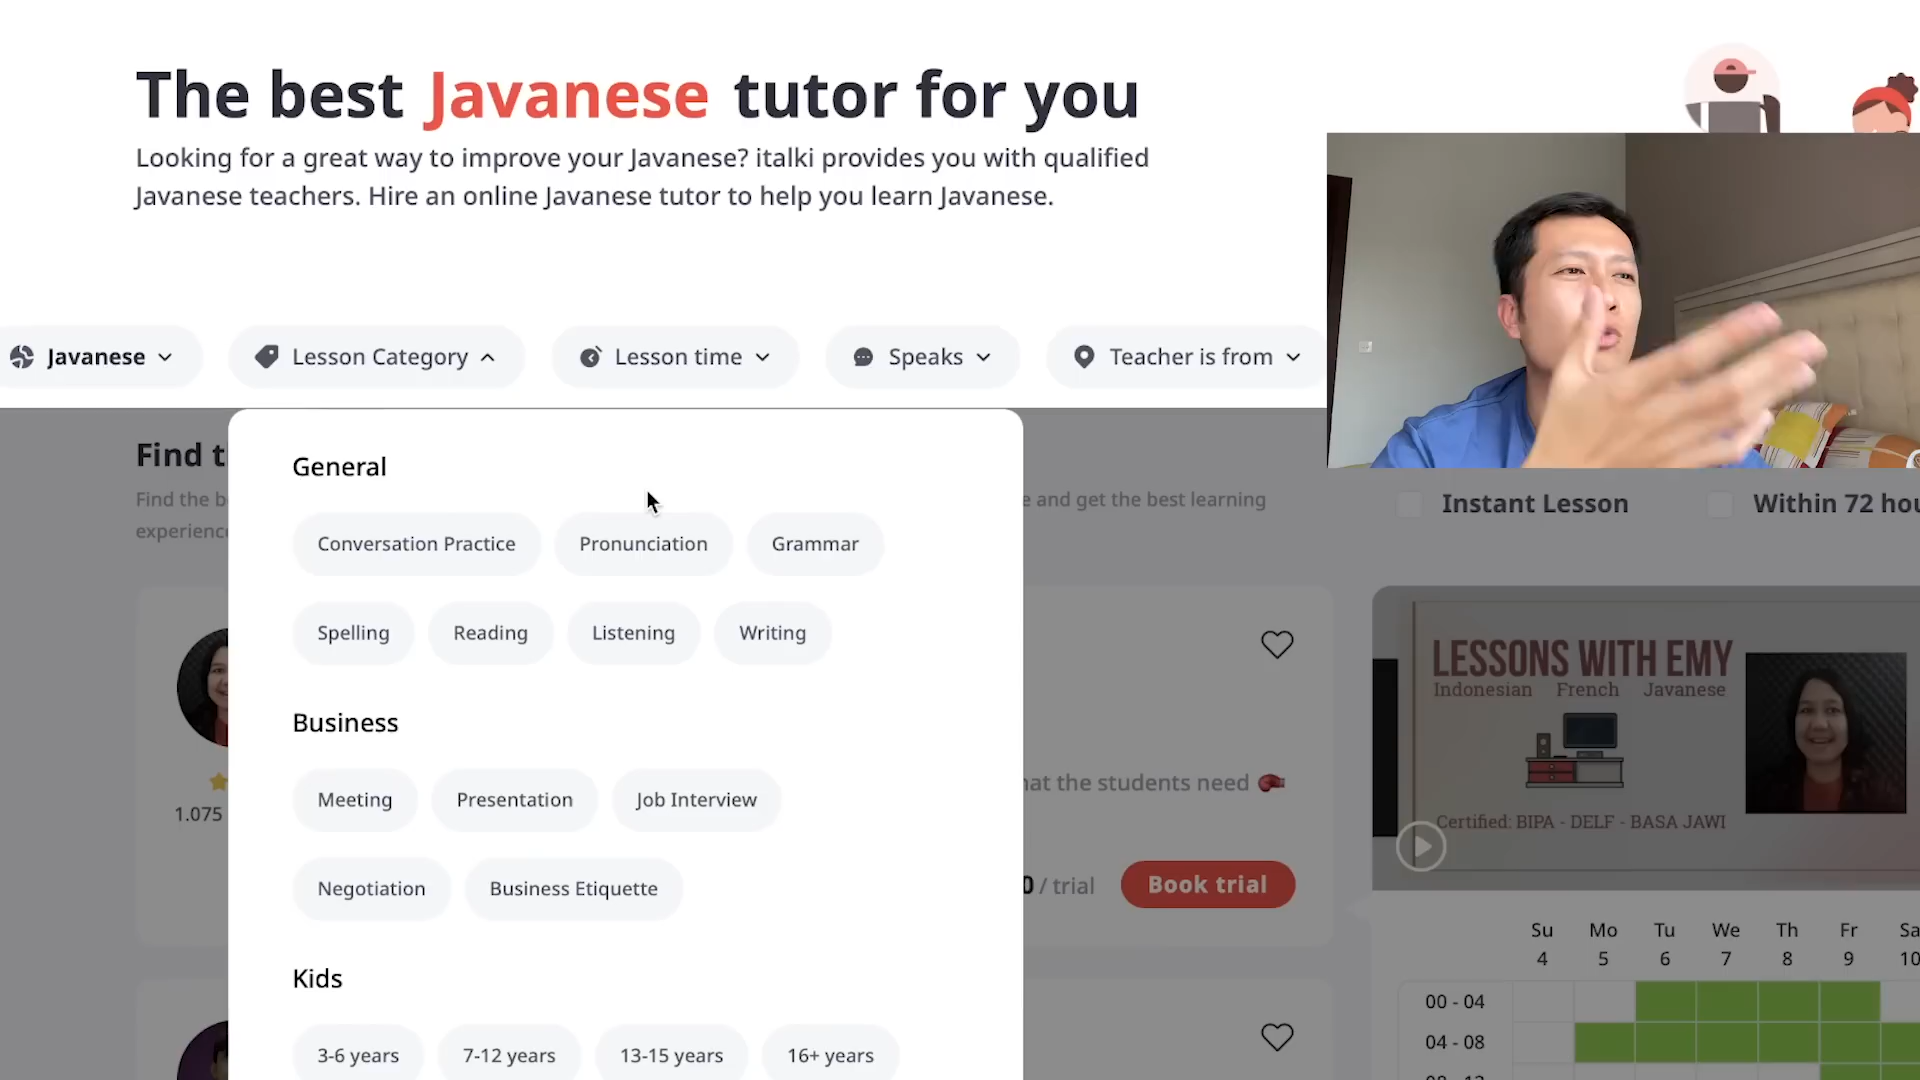 The best Javanese tutor for you
Looking for a great way to improve your Javanese? italki provides you with qualified
Javanese teachers. Hire an online Javanese tutor to help you learn Javanese.
Javanese
Lesson Category
Lesson time
Speaks
Teacher is from
Find t
Find the b
e and get the best learning
experience
Instant Lesson
Within 72 hou
General
Conversation Practice
Pronunciation
Grammar
Spelling
Reading
Listening
Writing
Business
Meeting
Presentation
Job Interview
Negotiation
Business Etiquette
Kids
3-6 years
7-12 years
13-15 years
16+ years
1.075
hat the students need
0 / trial
Book trial
LESSONS WITH EMY
Indonesian French Javanese
Certified: BIPA - DELF - BASA JAWI
Su Mo Tu We Th Fr Sa
4 5 6 7 8 9 10
00 - 04
04 - 08